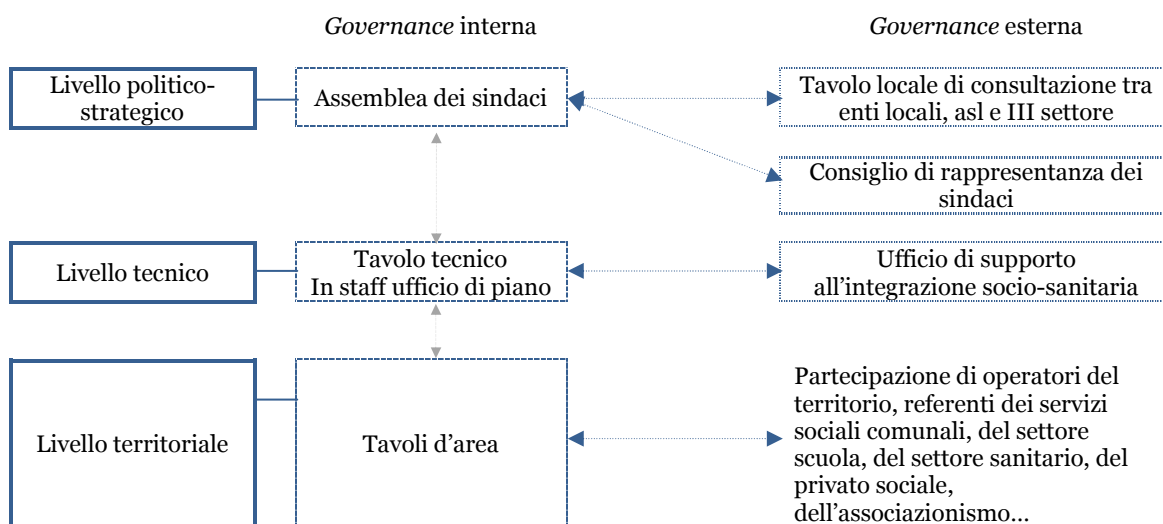 Governance interna
Governance esterna
Livello politico-
strategico
Assemblea dei sindaci
Tavolo locale di consultazione tra
enti locali, asl e III settore
Consiglio di rappresentanza dei
sindaci
Livello tecnico
Tavolo tecnico
In staff ufficio di piano
Ufficio di supporto
all’integrazione socio-sanitaria
Livello territoriale
Tavoli d’area
Partecipazione di operatori del
territorio, referenti dei servizi
sociali comunali, del settore
scuola, del settore sanitario, del
privato sociale,
dell’associazionismo…